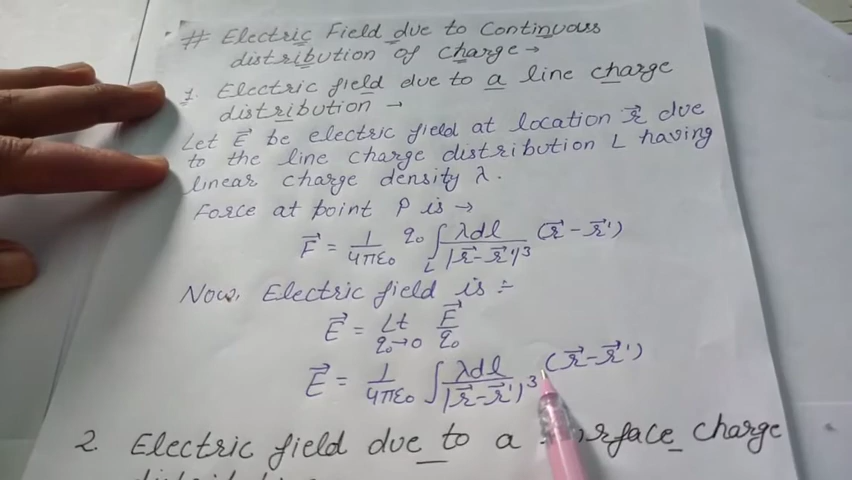 # Electric Field due to Continuous
distribution of charge →
1. Electric field due to a line charge
distribution →
Let E⃗ be electric field at location r⃗ due
to the line charge distribution L having
linear charge density λ.
Force at point P is →
F⃗ = 1/4πε₀ q₀ ∫_L λdl/|r⃗-r⃗'|³ (r⃗-r⃗')
Now, Electric field is :-
E⃗ = Lt q₀→0 F⃗/q₀
E⃗ = 1/4πε₀ ∫ λdl/|r⃗-r⃗'|³ (r⃗-r⃗')
2. Electric field due to a surface charge